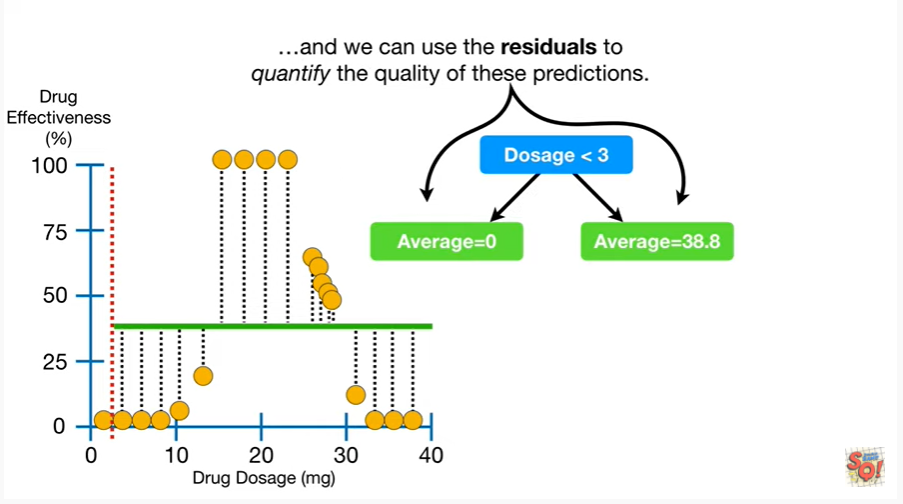 …and we can use the residuals to
quantify the quality of these predictions.
Drug
Effectiveness
(%)
100
75
50
25
0
0
10
20
30
40
Drug Dosage (mg)
Dosage < 3
Average=0
Average=38.8
SQ!